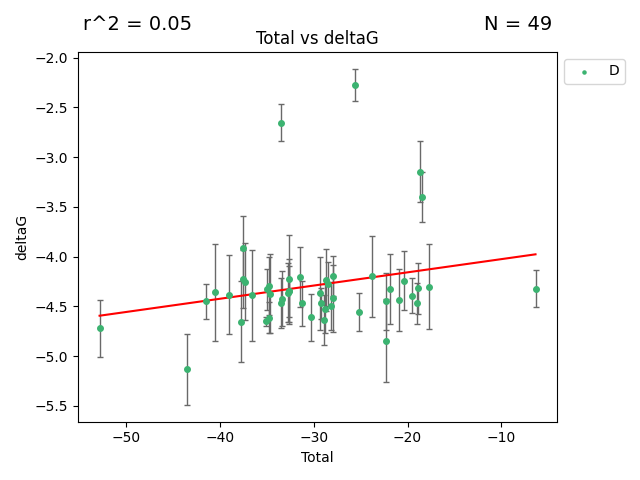 r^2 = 0.05
N = 49
Total vs deltaG
D
deltaG
−2.0
−2.5
−3.0
−3.5
−4.0
−4.5
−5.0
−5.5
−50
−40
−30
−20
−10
Total